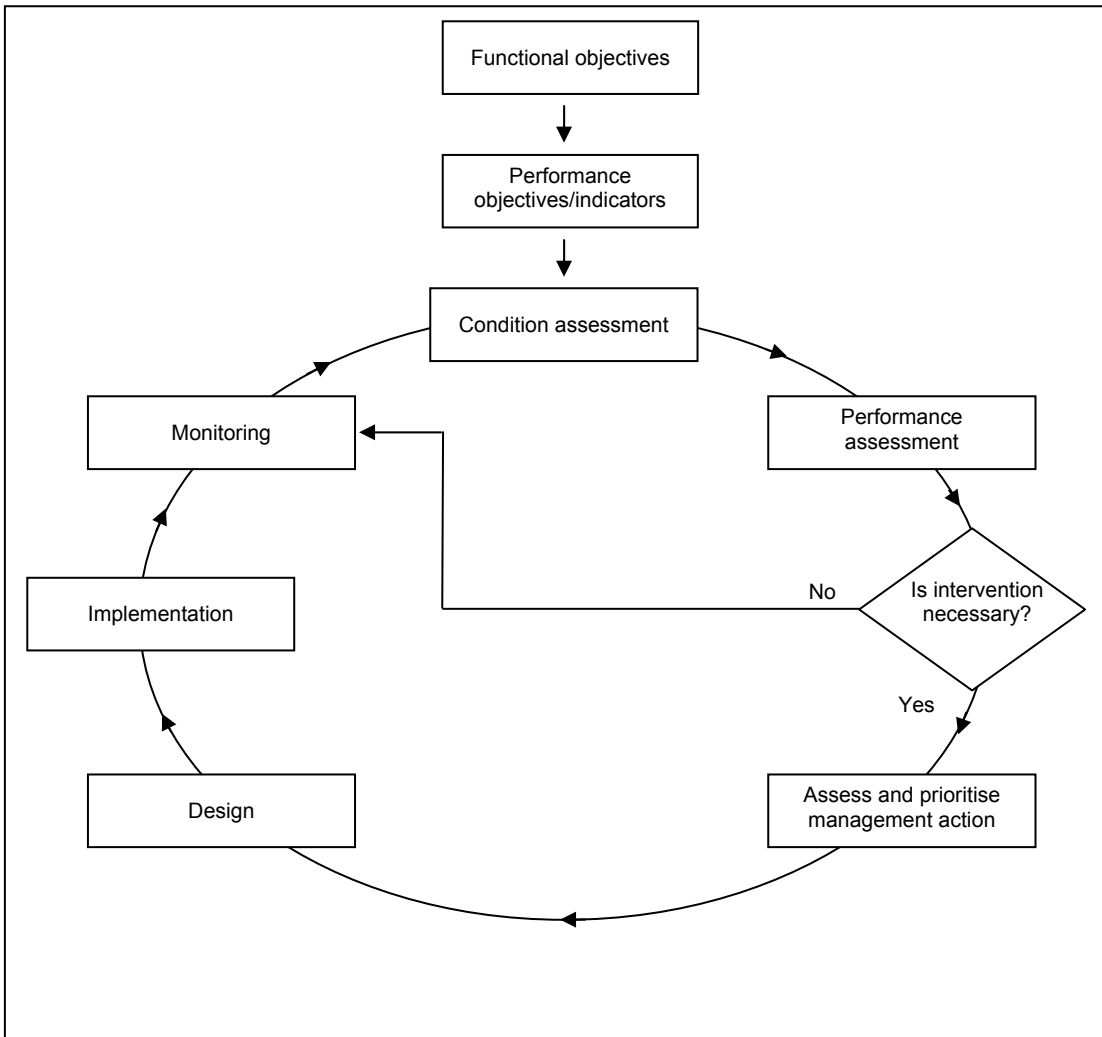 Functional objectives
Performance
objectives/indicators
Condition assessment
Monitoring
Performance
assessment
Implementation
No
Is intervention
necessary?
Yes
Design
Assess and prioritise
management action